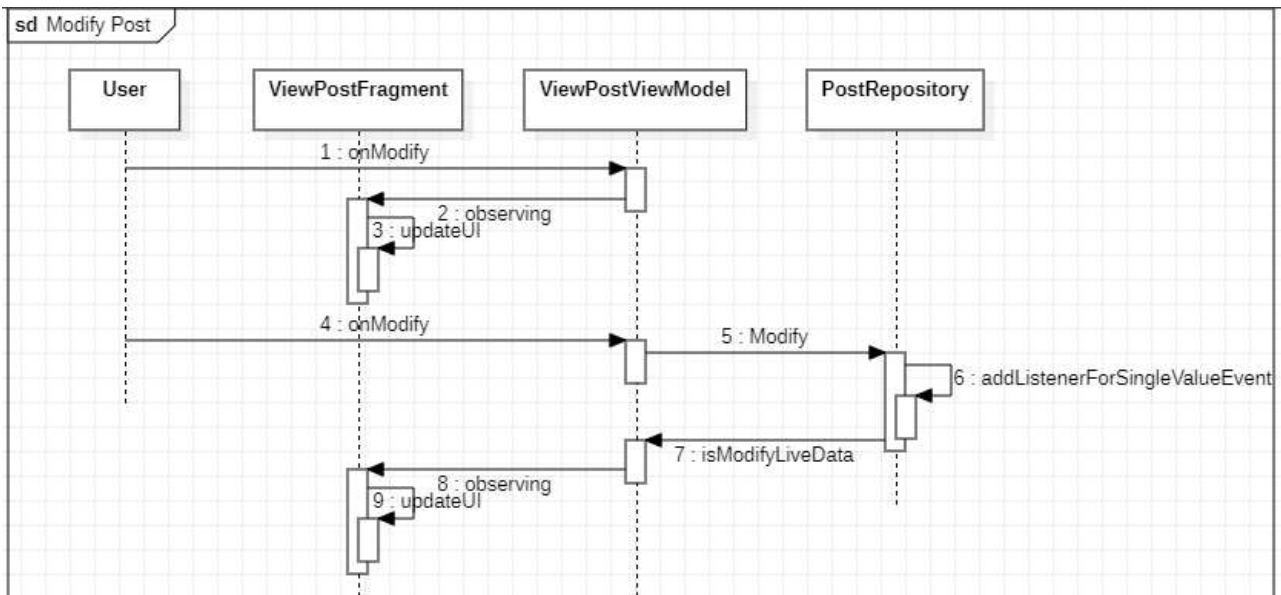 sd Modify Post
User
ViewPostFragment
ViewPostViewModel
PostRepository
1 : onModify
2 : observing
3 : updateUI
4 : onModify
5 : Modify
6 : addListenerForSingleValueEvent
7 : isModifyLiveData
8 : observing
9 : updateUI